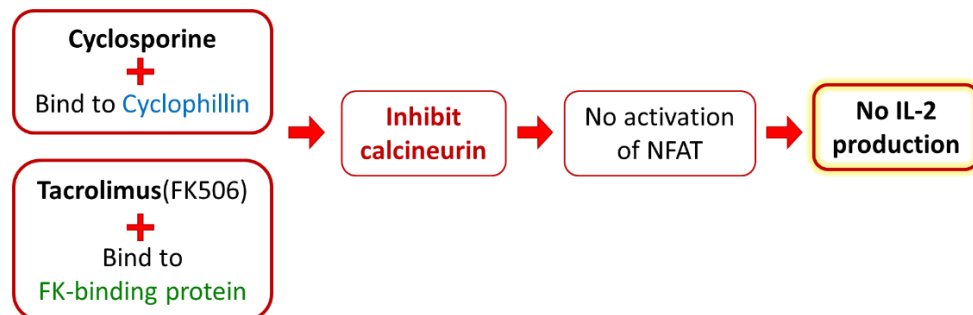 Cyclosporine
+
Bind to Cyclophillin
Tacrolimus(FK506)
+
Bind to
FK-binding protein
Inhibit
calcineurin
No activation
of NFAT
No IL-2
production